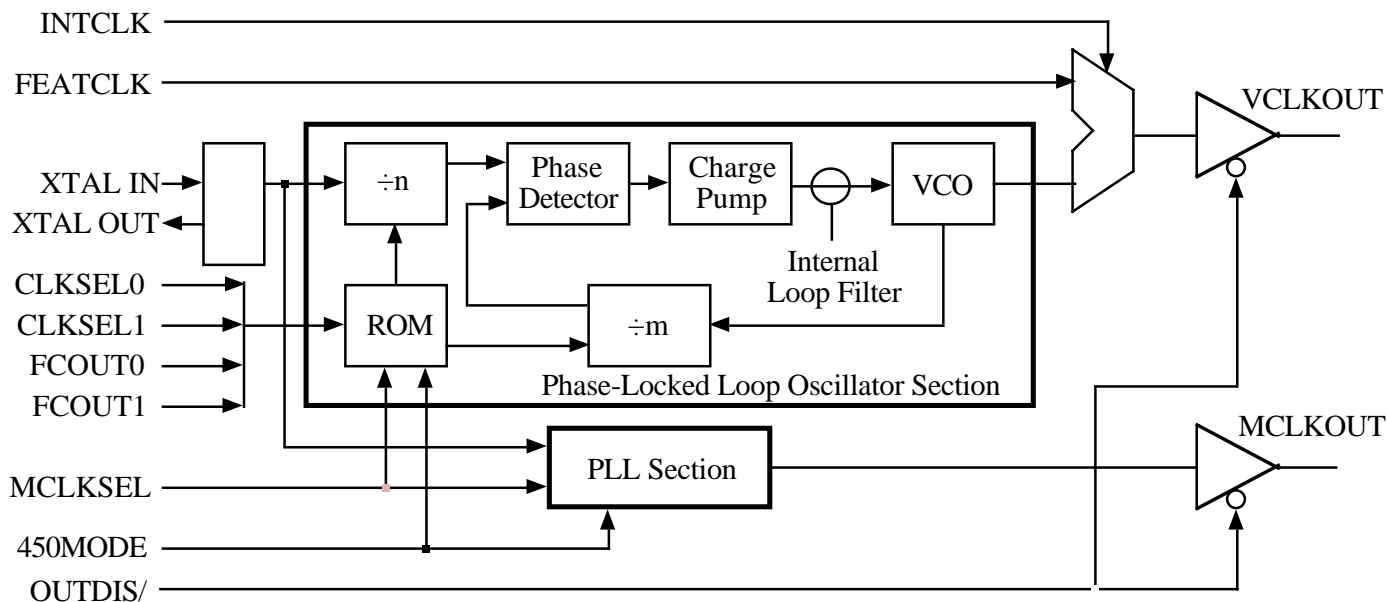 INTCLK
FEATCLK
VCLKOUT
XTAL IN
XTAL OUT
÷n
Phase
Detector
Charge
Pump
VCO
Internal
Loop Filter
CLKSEL0
CLKSEL1
FCOUT0
FCOUT1
ROM
÷m
Phase-Locked Loop Oscillator Section
MCLKOUT
PLL Section
MCLKSEL
450MODE
OUTDIS/